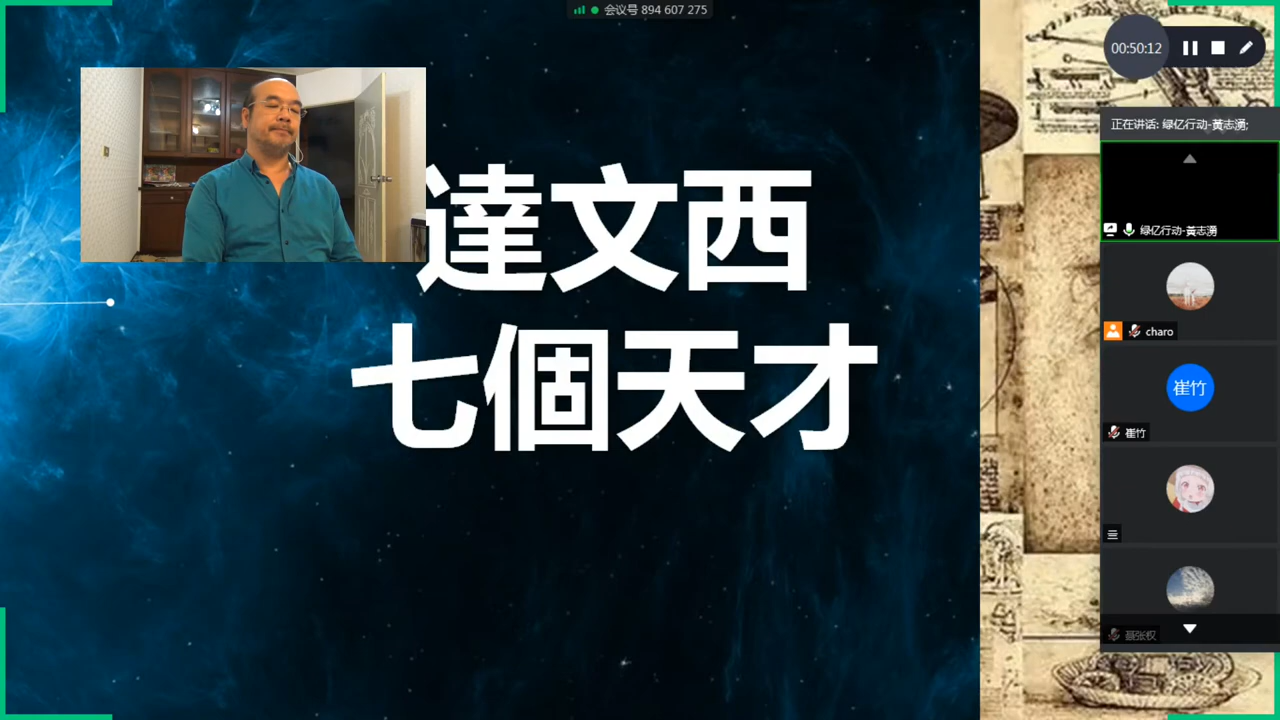 会议号 894 607 275
00:50:12
正在讲话: 绿亿行动-黃志湧;
達文西
七個天才
绿亿行动-黃志湧
charo
崔竹
崔竹
三